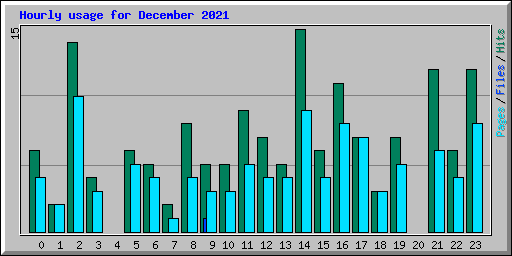 Hourly usage for December 2021
15
Pages / Files / Hits
0 1 2 3 4 5 6 7 8 9 10 11 12 13 14 15 16 17 18 19 20 21 22 23